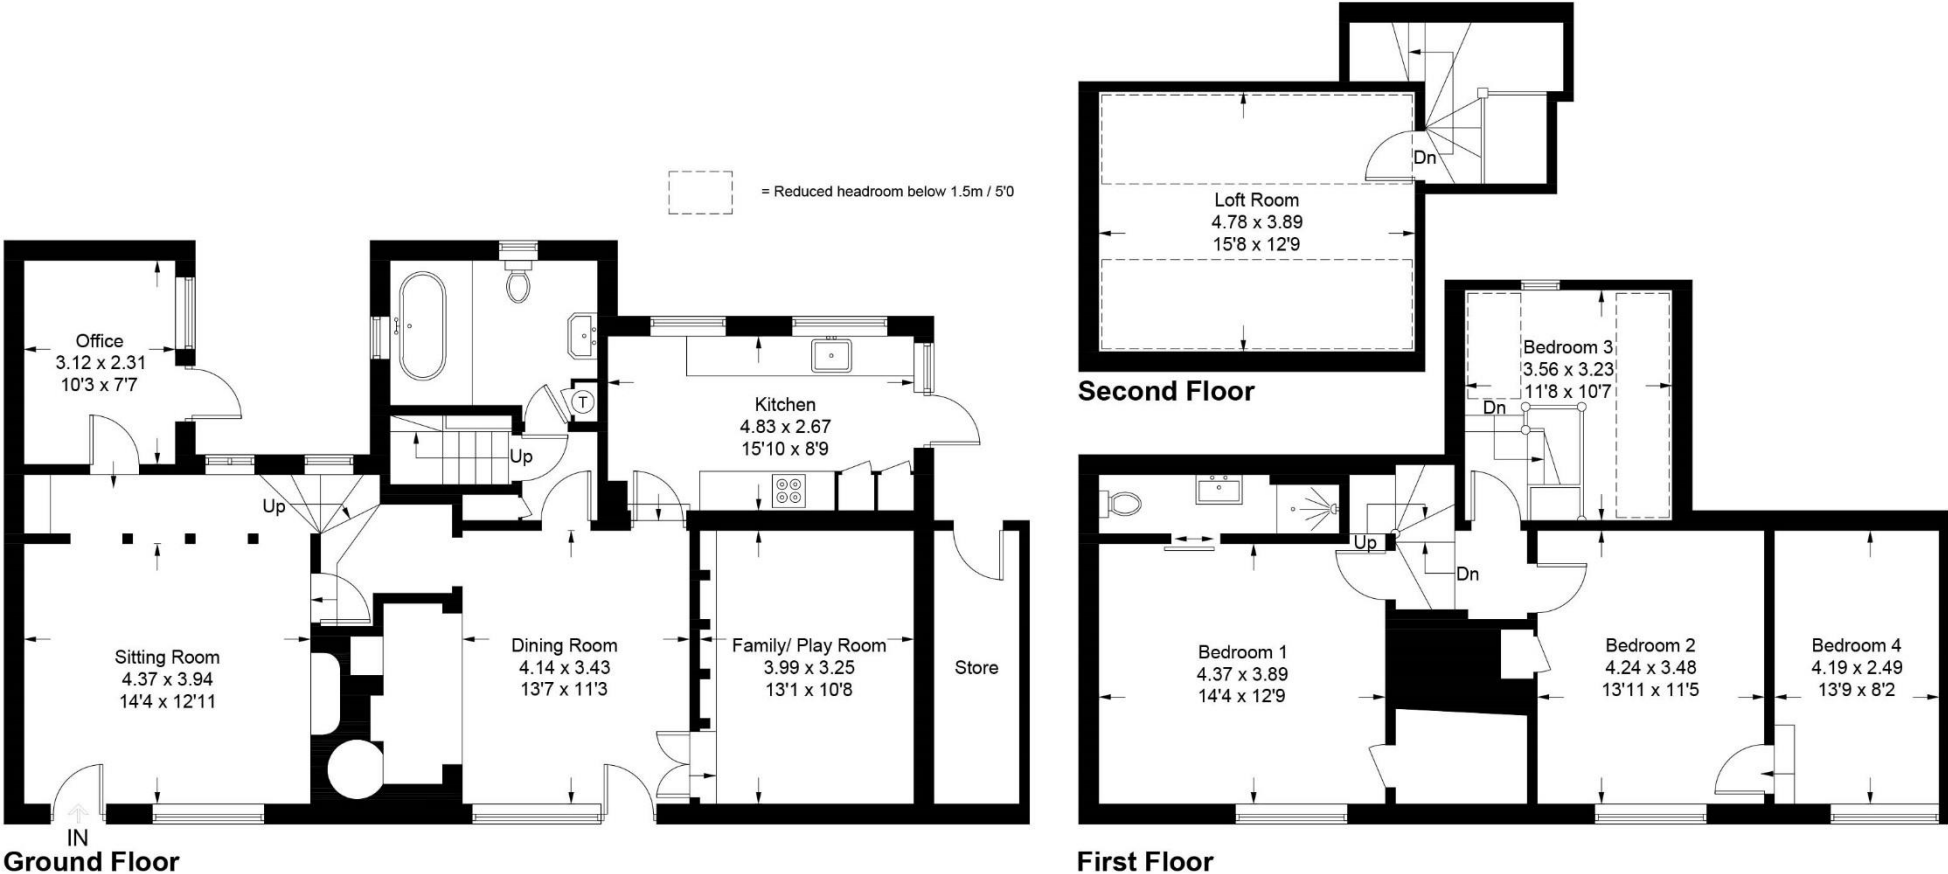 = Reduced headroom below 1.5m / 5'0
Office
3.12 x 2.31
10'3 x 7'7
Kitchen
4.83 x 2.67
15'10 x 8'9
T
Up
Up
Sitting Room
4.37 x 3.94
14'4 x 12'11
Dining Room
4.14 x 3.43
13'7 x 11'3
Family/ Play Room
3.99 x 3.25
13'1 x 10'8
Store
IN
Ground Floor
Dn
Loft Room
4.78 x 3.89
15'8 x 12'9
Second Floor
Bedroom 3
3.56 x 3.23
11'8 x 10'7
Dn
Up
Dn
Bedroom 1
4.37 x 3.89
14'4 x 12'9
Bedroom 2
4.24 x 3.48
13'11 x 11'5
Bedroom 4
4.19 x 2.49
13'9 x 8'2
First Floor